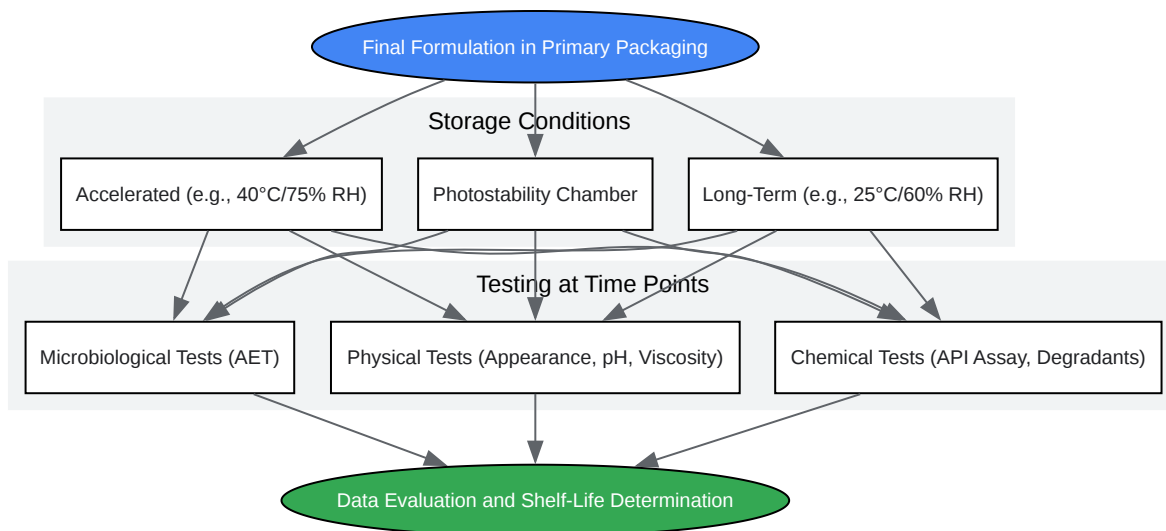 Final Formulation in Primary Packaging
Storage Conditions
Accelerated (e.g., 40°C/75% RH)
Photostability Chamber
Long-Term (e.g., 25°C/60% RH)
Testing at Time Points
Microbiological Tests (AET)
Physical Tests (Appearance, pH, Viscosity)
Chemical Tests (API Assay, Degradants)
Data Evaluation and Shelf-Life Determination